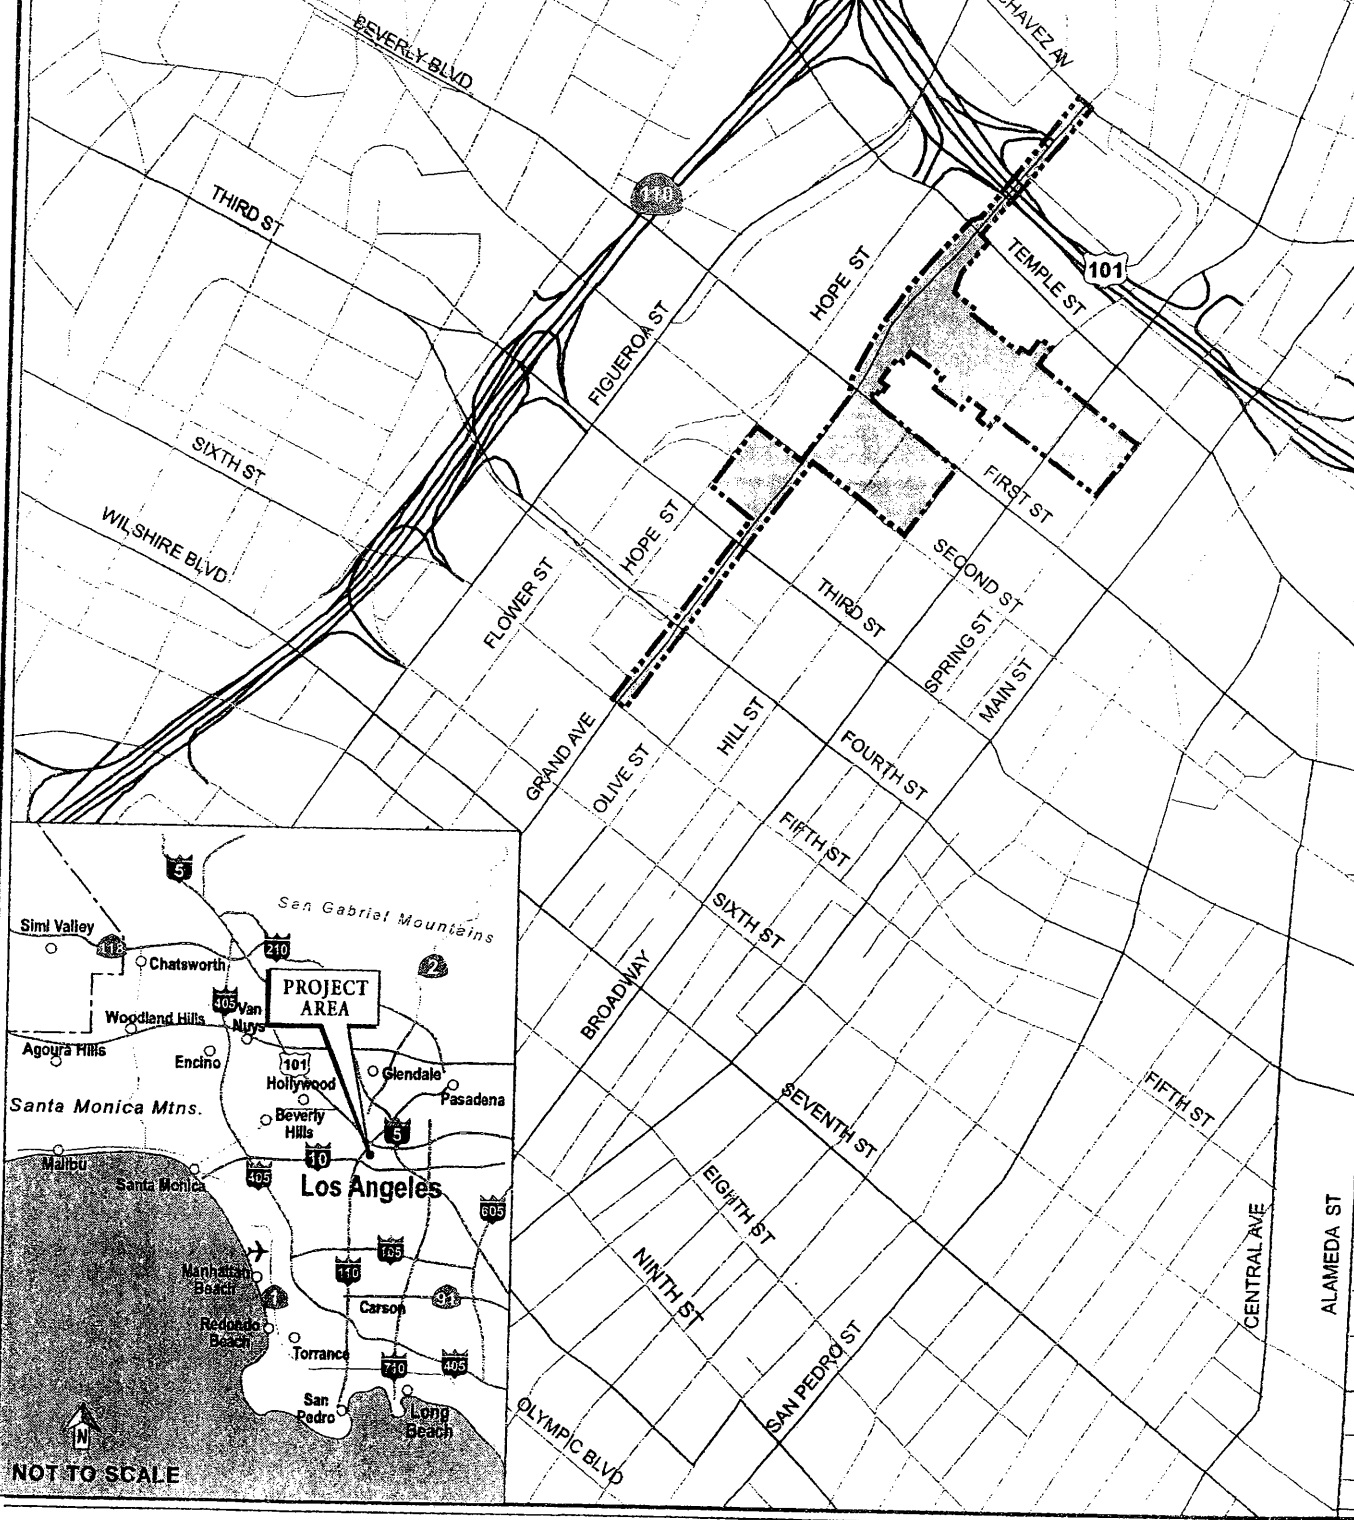 CHAVEZ AV
BEVERLY BLVD
110
THIRD ST
HOPE ST
TEMPLE ST
101
FIGUEROA ST
SIXTH ST
WILSHIRE BLVD
HOPE ST
FIRST ST
SECOND ST
FLOWER ST
THIRD ST
SPRING ST
MAIN ST
GRAND AVE
OLIVE ST
HILL ST
FOURTH ST
FIFTH ST
SIXTH ST
BROADWAY
SEVENTH ST
FIFTH ST
EIGHTH ST
NINTH ST
CENTRAL AVE
ALAMEDA ST
SAN PEDRO ST
OLYMPIC BLVD
5
San Gabriel Mountains
Simi Valley
118
210
2
Chatsworth
PROJECT
AREA
405
Van
Nuys
Woodland Hills
Agoura Hills
Encino
101
Hollywood
Glendale
Pasadena
Santa Monica Mtns.
Beverly
Hills
5
Malibu
10
Santa Monica
405
Los Angeles
605
105
Manhattan
Beach
110
1
Carson
91
Redondo
Beach
Torrance
710
405
San
Pedro
Long
Beach
N
NOT TO SCALE